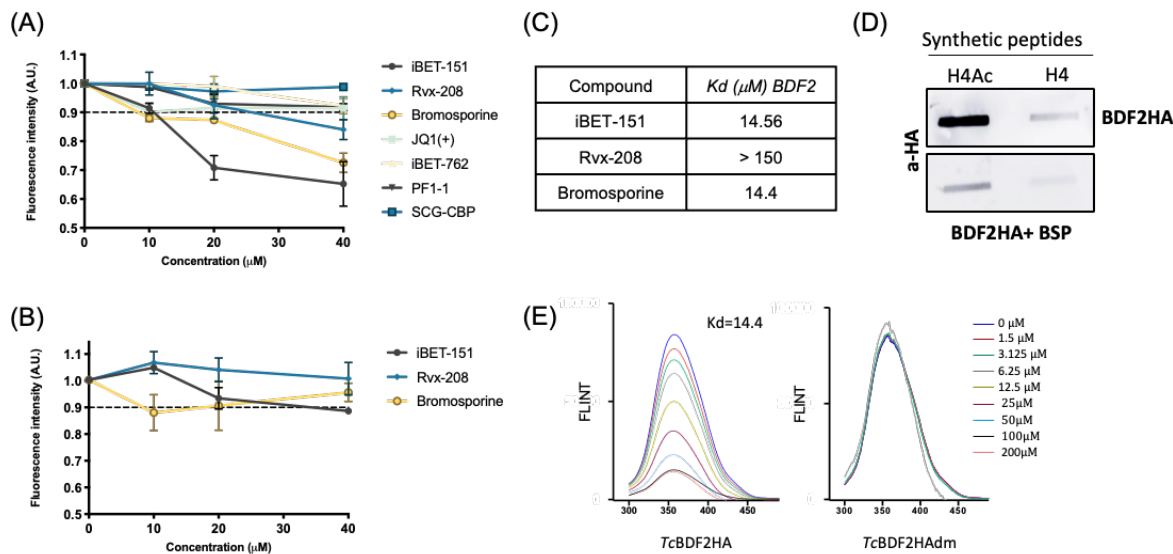 (A)
Fluorescence intensity (A.U.)
1.1
1.0
0.9
0.8
0.7
0.6
0.5
0
10
20
30
40
Concentration (μM)
iBET-151
Rvx-208
Bromosporine
JQ1(+)
iBET-762
PF1-1
SCG-CBP
(B)
Fluorescence intensity (A.U.)
1.1
1.0
0.9
0.8
0.7
0.6
0.5
0
10
20
30
40
Concentration (μM)
iBET-151
Rvx-208
Bromosporine
(C)
Compound Kd (μM) BDF2
iBET-151 14.56
Rvx-208 > 150
Bromosporine 14.4
(D)
Synthetic peptides
H4Ac H4
a-HA
BDF2HA
BDF2HA+ BSP
(E)
FLINT
0
Kd=14.4
300 350 400 450
TcBDF2HA
FLINT
0
300 350 400 450
TcBDF2HAdm
0 μM
1.5 μM
3.125 μM
6.25 μM
12.5 μM
25μM
50μM
100μM
200μM